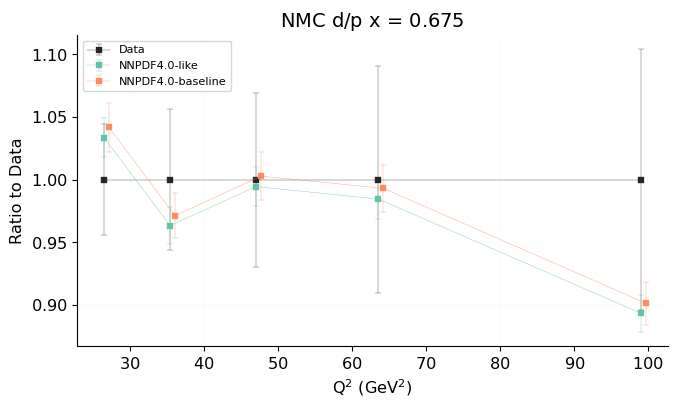 NMC d/p x = 0.675
Data
NNPDF4.0-like
NNPDF4.0-baseline
Ratio to Data
1.10
1.05
1.00
0.95
0.90
30 40 50 60 70 80 90 100
Q² (GeV²)